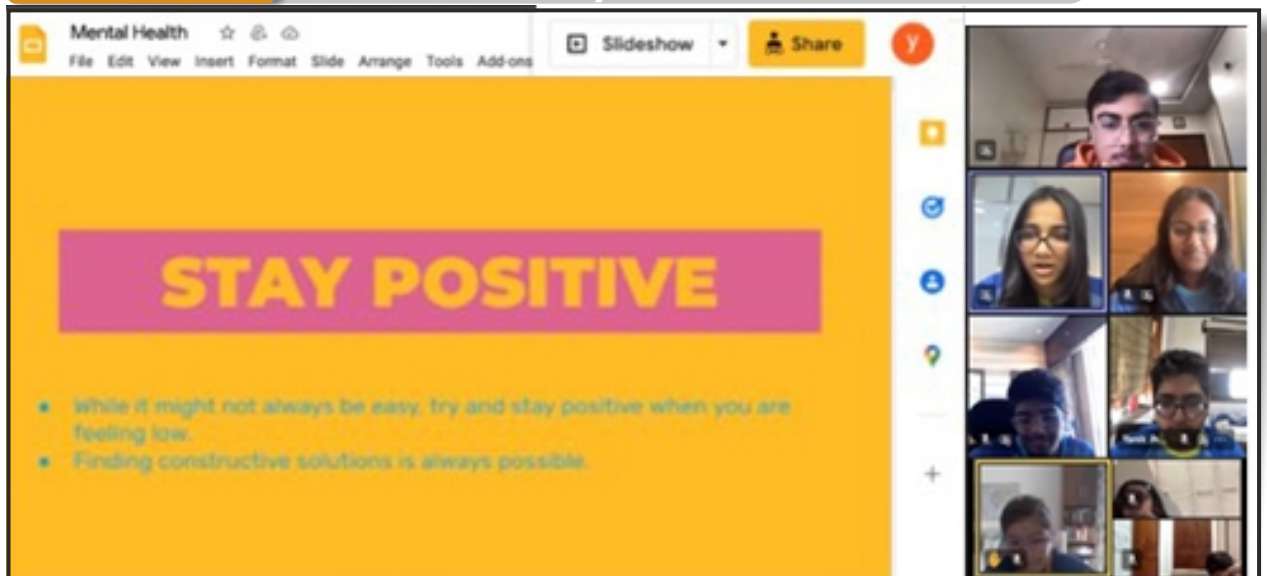 Mental Health
File Edit View Insert Format Slide Arrange Tools Add-ons
Slideshow
Share
y
STAY POSITIVE
● While it might not always be easy, try and stay positive when you are
feeling low.
● Finding constructive solutions is always possible.